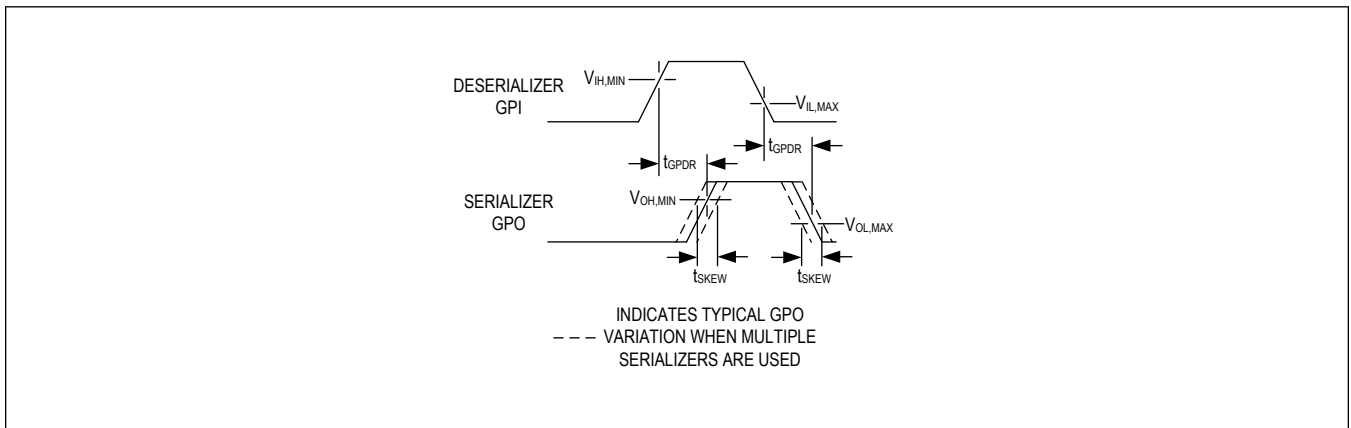 DESERIALIZER
GPI
VIH,MIN
VIL,MAX
tGPDR
tGPDR
SERIALIZER
GPO
VOH,MIN
VOL,MAX
tSKEW
tSKEW
INDICATES TYPICAL GPO
VARIATION WHEN MULTIPLE
SERIALIZERS ARE USED